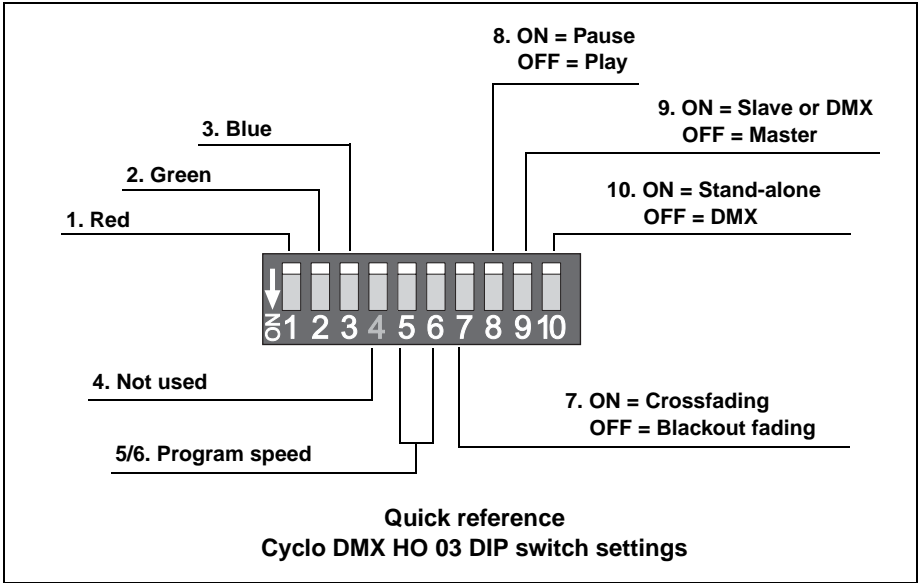 8. ON = Pause
OFF = Play
9. ON = Slave or DMX
OFF = Master
3. Blue
2. Green
10. ON = Stand-alone
OFF = DMX
1. Red
ON
1 2 3 4 5 6 7 8 9 10
4. Not used
7. ON = Crossfading
OFF = Blackout fading
5/6. Program speed
Quick reference
Cyclo DMX HO 03 DIP switch settings